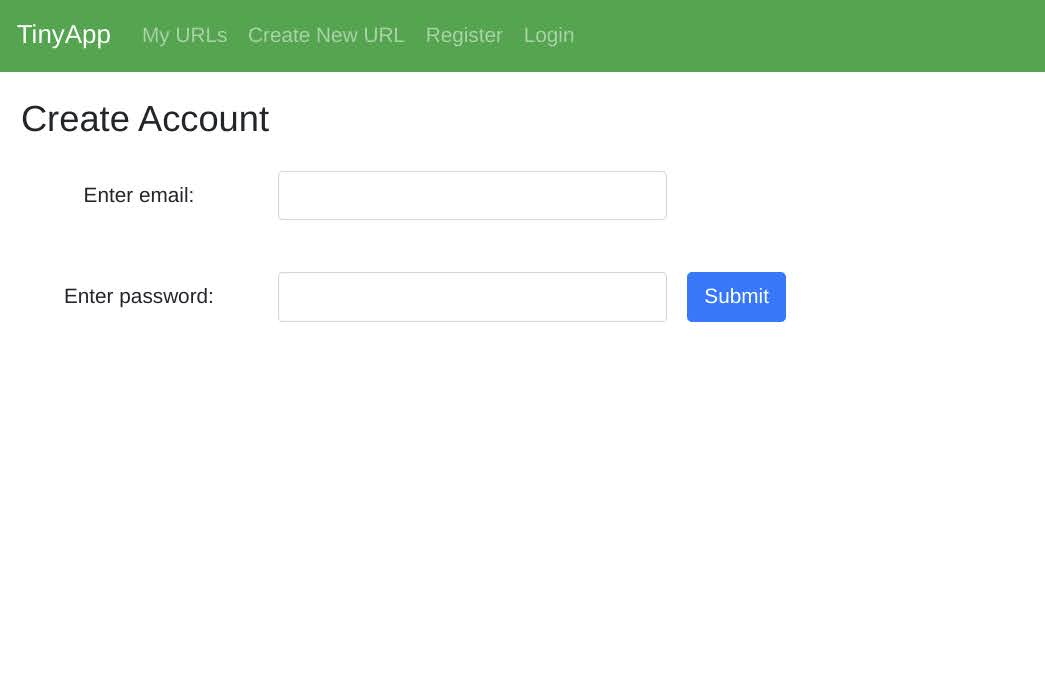 TinyApp My URLs Create New URL Register Login
Create Account
Enter email:
Enter password: Submit